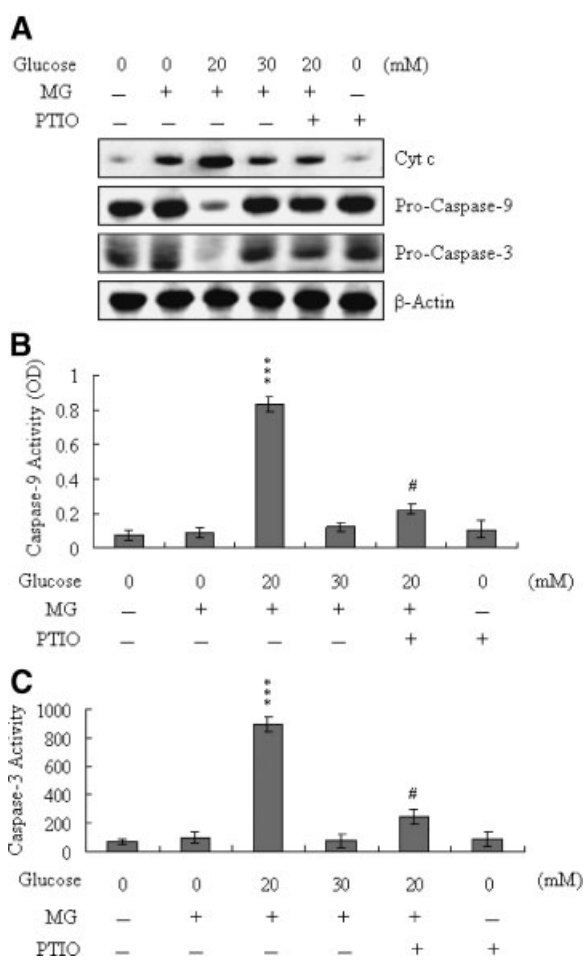 A
Glucose 0 0 20 30 20 0 (mM)
MG – + + + + –
PTIO – – – – + +
Cyt c
Pro-Caspase-9
Pro-Caspase-3
β-Actin
B
Caspase-9 Activity (OD)
1
0.8
0.6
0.4
0.2
0
***
#
Glucose 0 0 20 30 20 0 (mM)
MG – + + + + –
PTIO – – – – + +
C
Caspase-3 Activity
1000
800
600
400
200
0
***
#
Glucose 0 0 20 30 20 0 (mM)
MG – + + + + –
PTIO – – – – + +